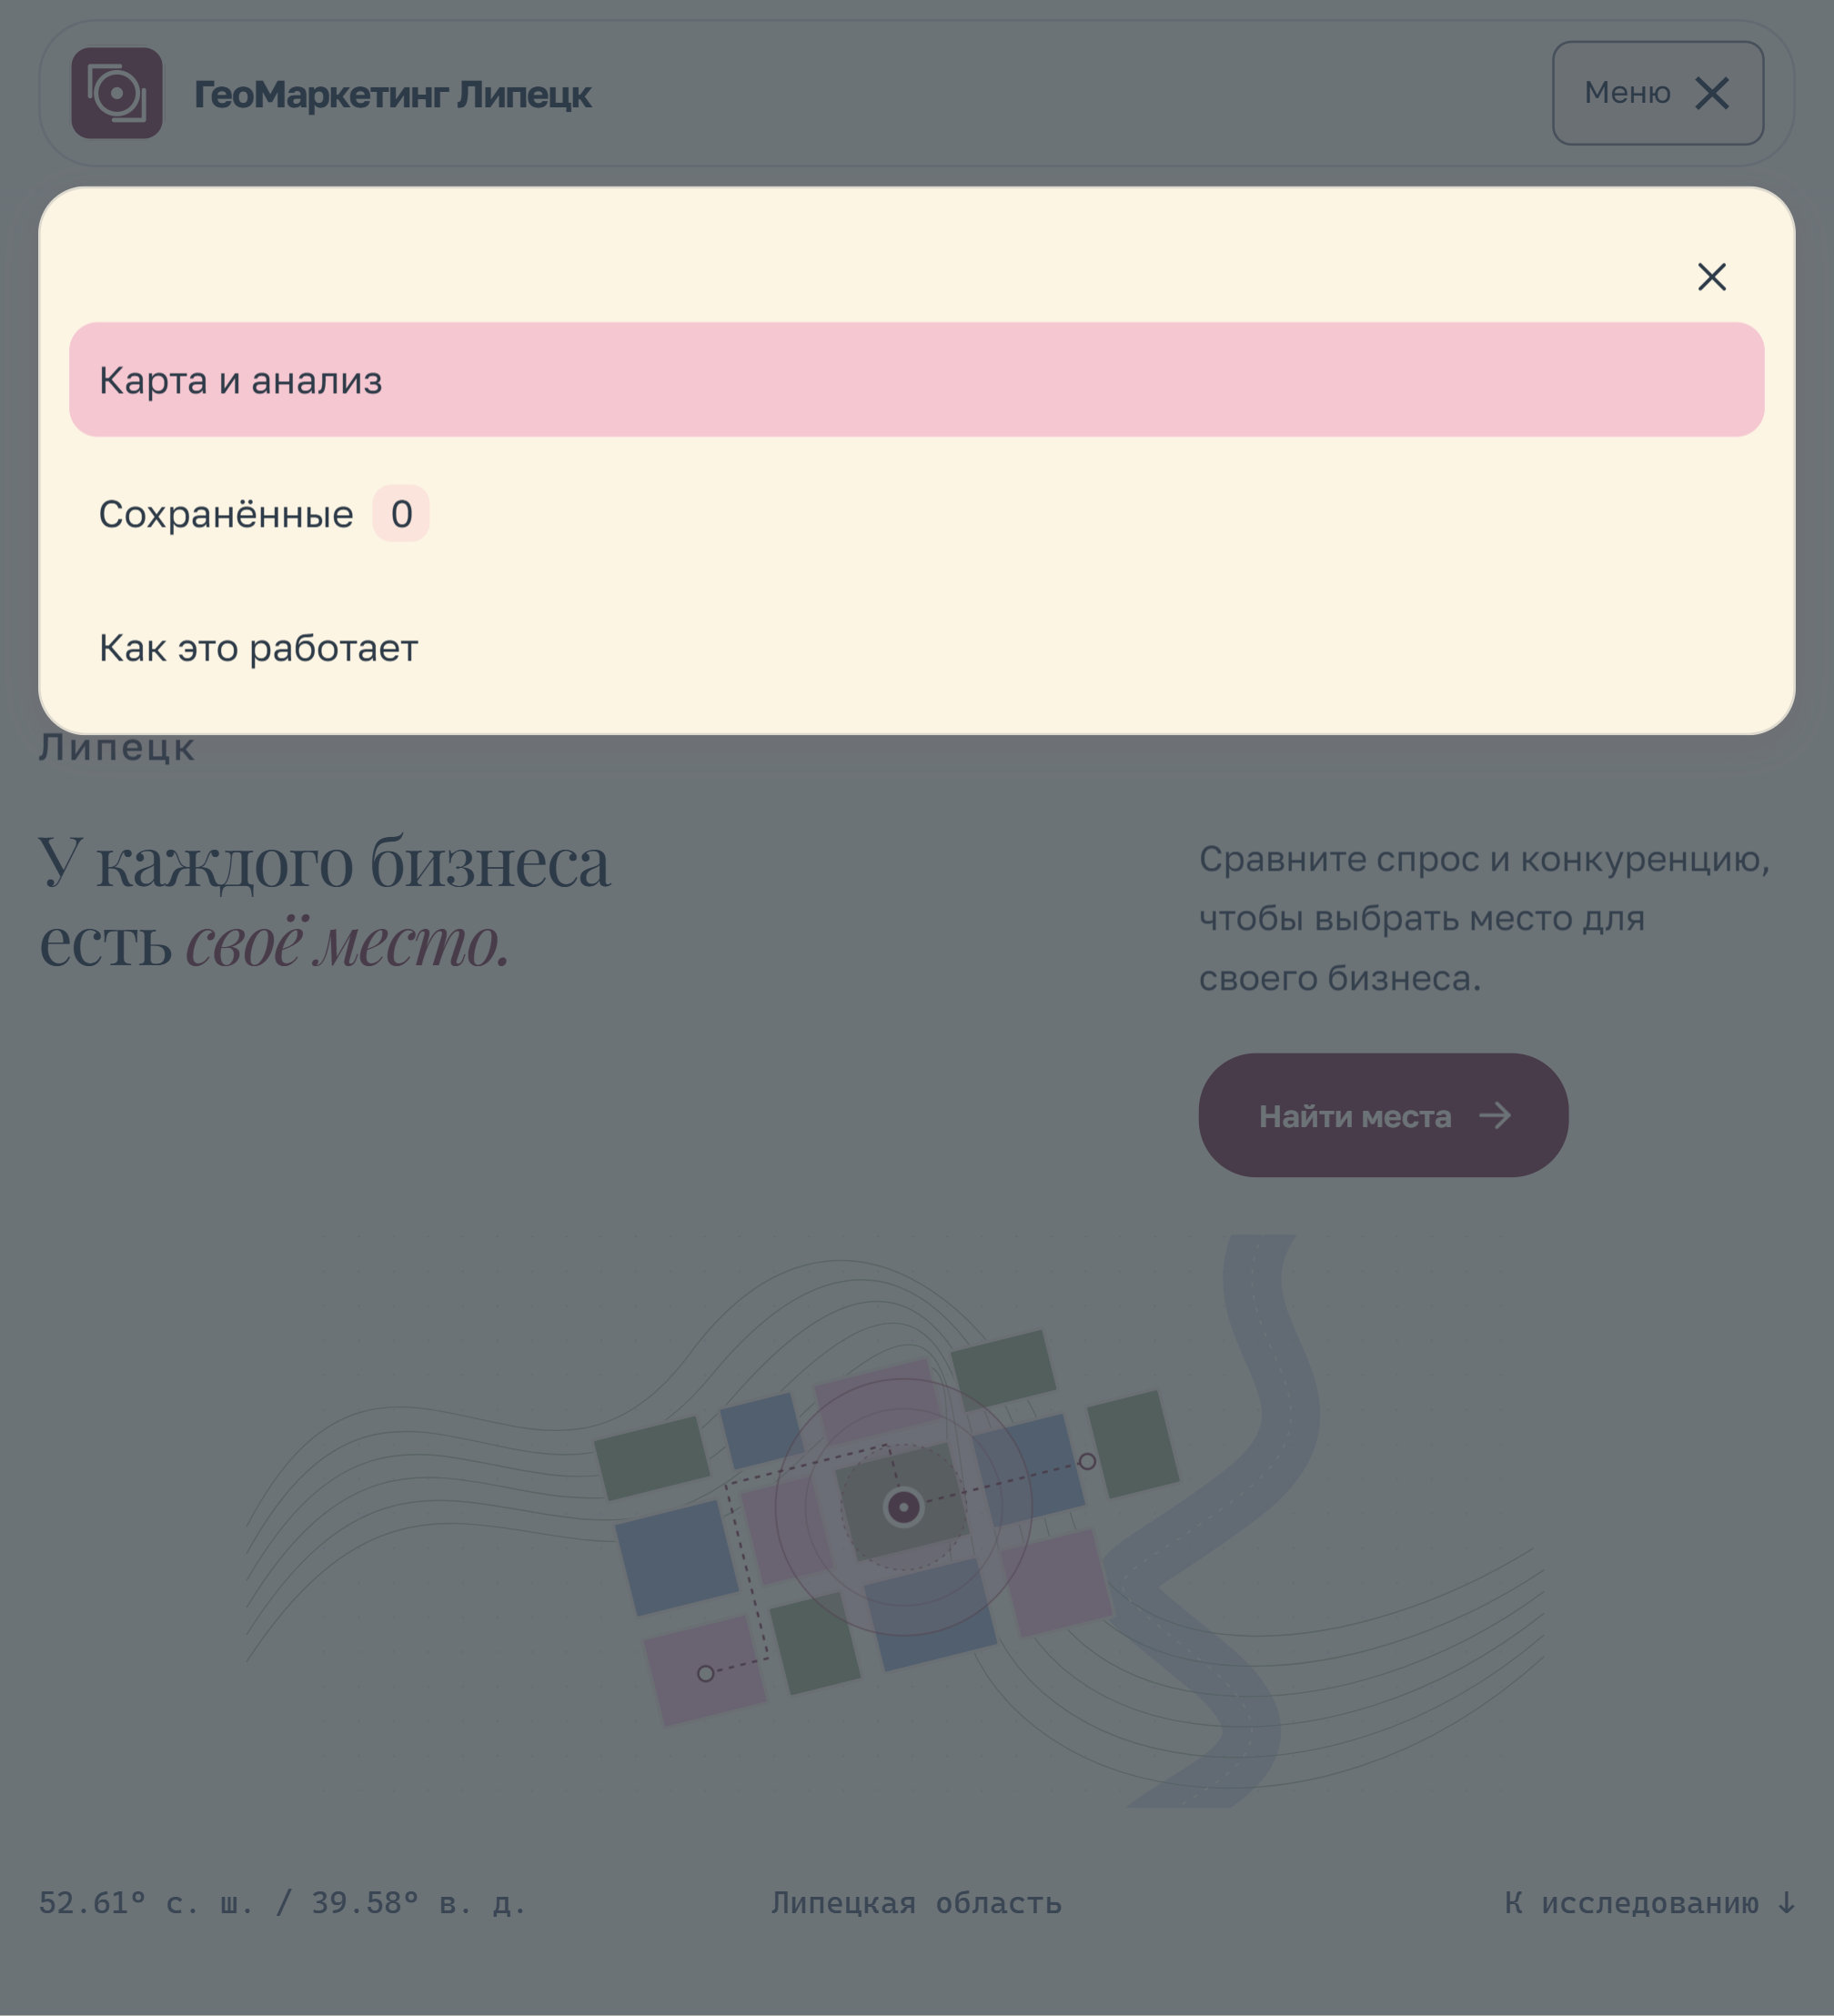 ГеоМаркетинг Липецк
Меню
Карта и анализ
Сохранённые 0
Как это работает
Липецк
У каждого бизнеса
есть своё место.
Сравните спрос и конкуренцию,
чтобы выбрать место для
своего бизнеса.
Найти места →
52.61° с. ш. / 39.58° в. д.
Липецкая область
К исследованию ↓